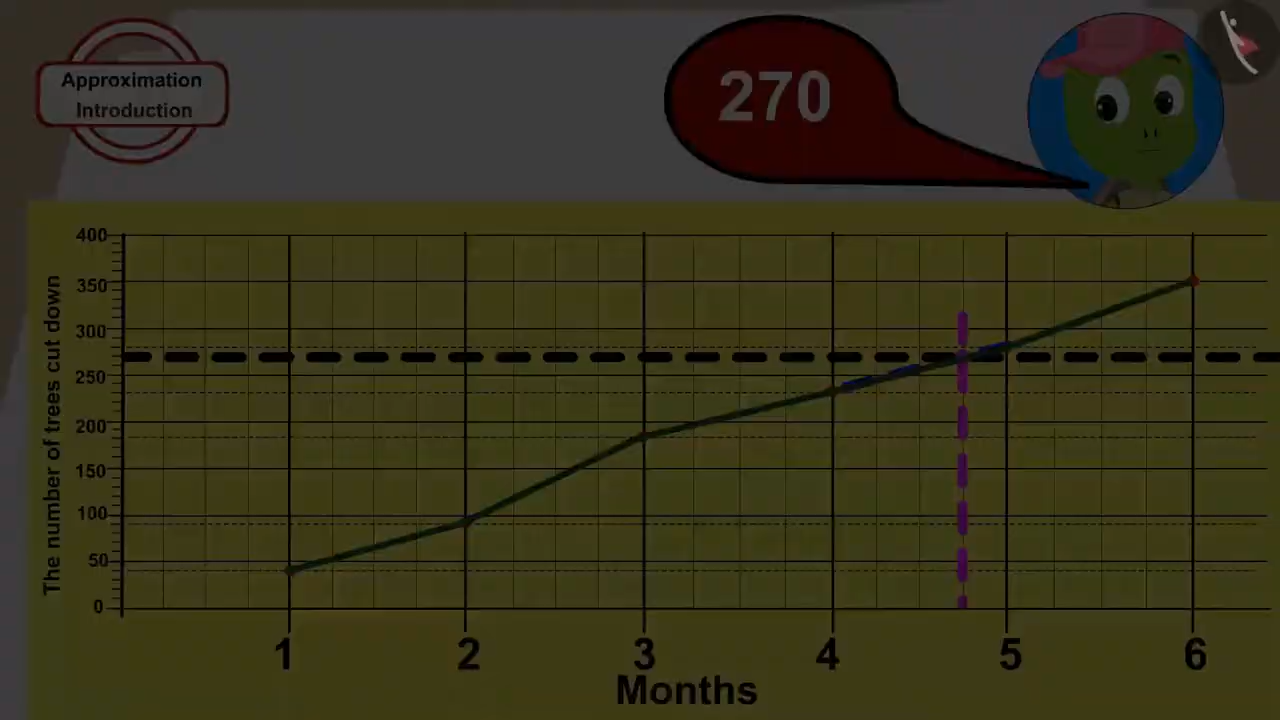 Approximation
Introduction
270
The number of trees cut down
400
350
300
250
200
150
100
50
0
1 2 3 4 5 6
Months